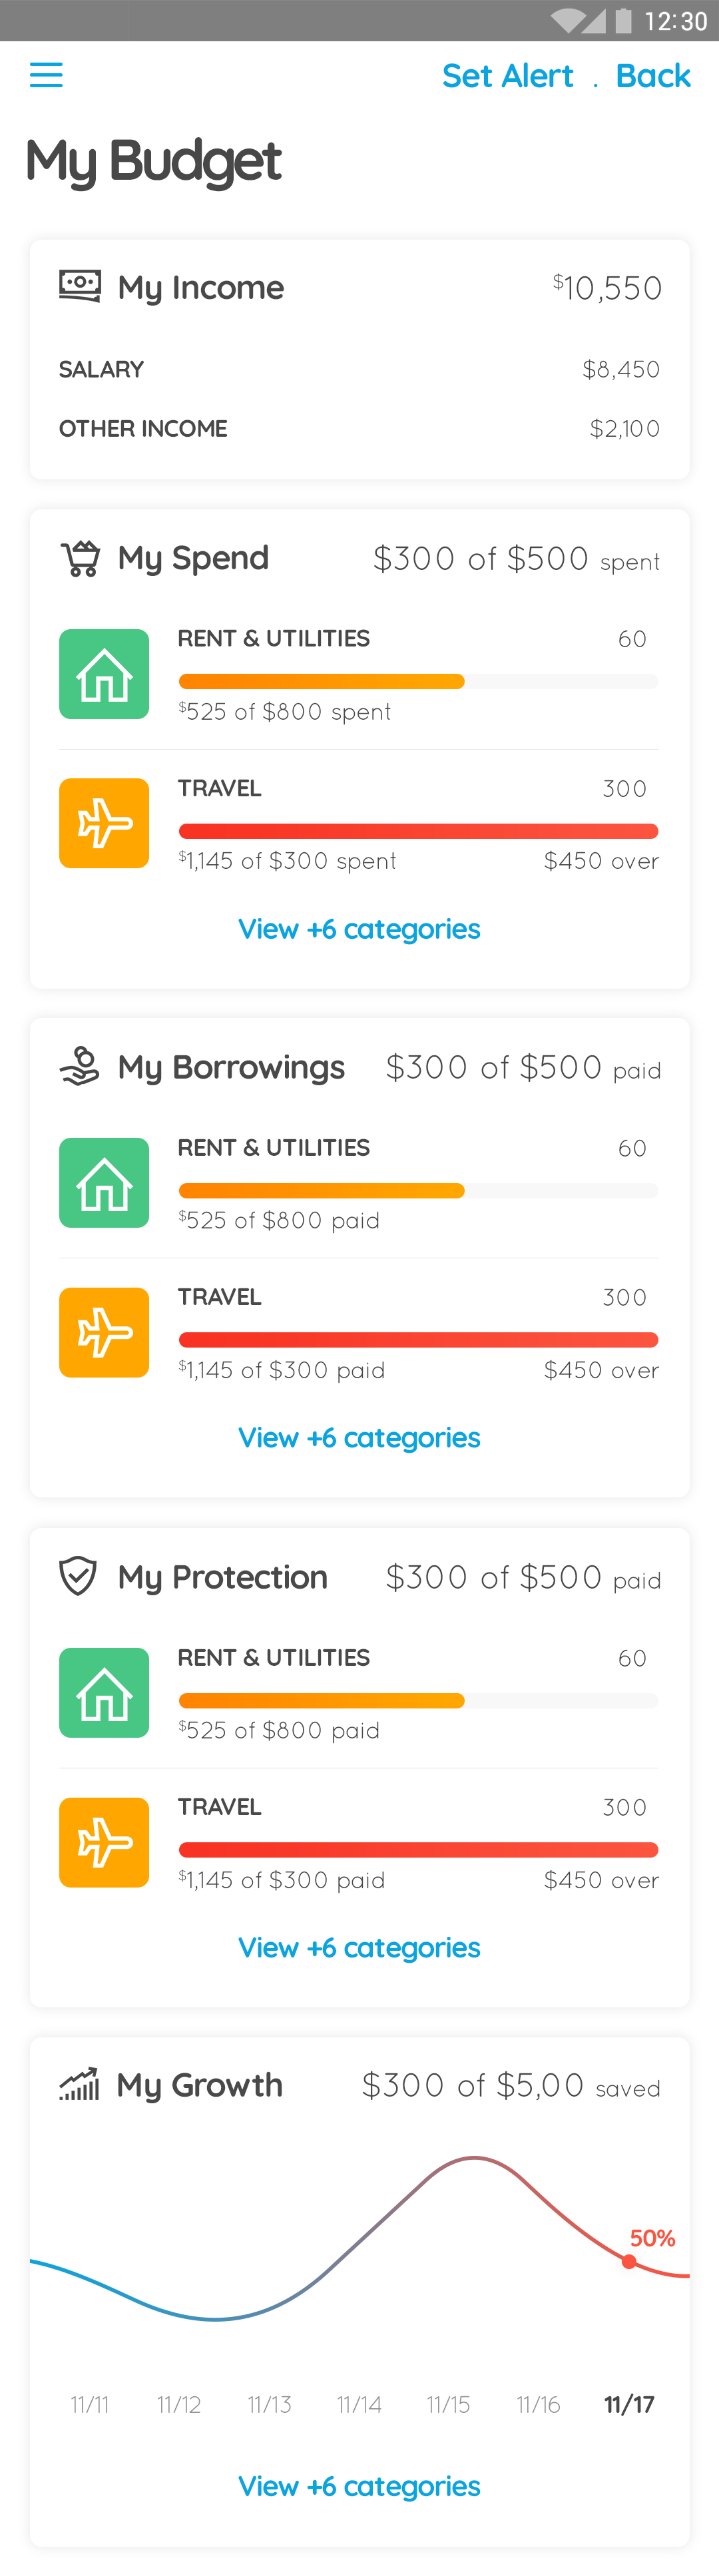 12:30
Set Alert . Back
My Budget
My Income $10,550
SALARY $8,450
OTHER INCOME $2,100
My Spend $300 of $500 spent
RENT & UTILITIES 60
$525 of $800 spent
TRAVEL 300
$1,145 of $300 spent $450 over
View +6 categories
My Borrowings $300 of $500 paid
RENT & UTILITIES 60
$525 of $800 paid
TRAVEL 300
$1,145 of $300 paid $450 over
View +6 categories
My Protection $300 of $500 paid
RENT & UTILITIES 60
$525 of $800 paid
TRAVEL 300
$1,145 of $300 paid $450 over
View +6 categories
My Growth $300 of $5,00 saved
50%
11/11 11/12 11/13 11/14 11/15 11/16 11/17
View +6 categories